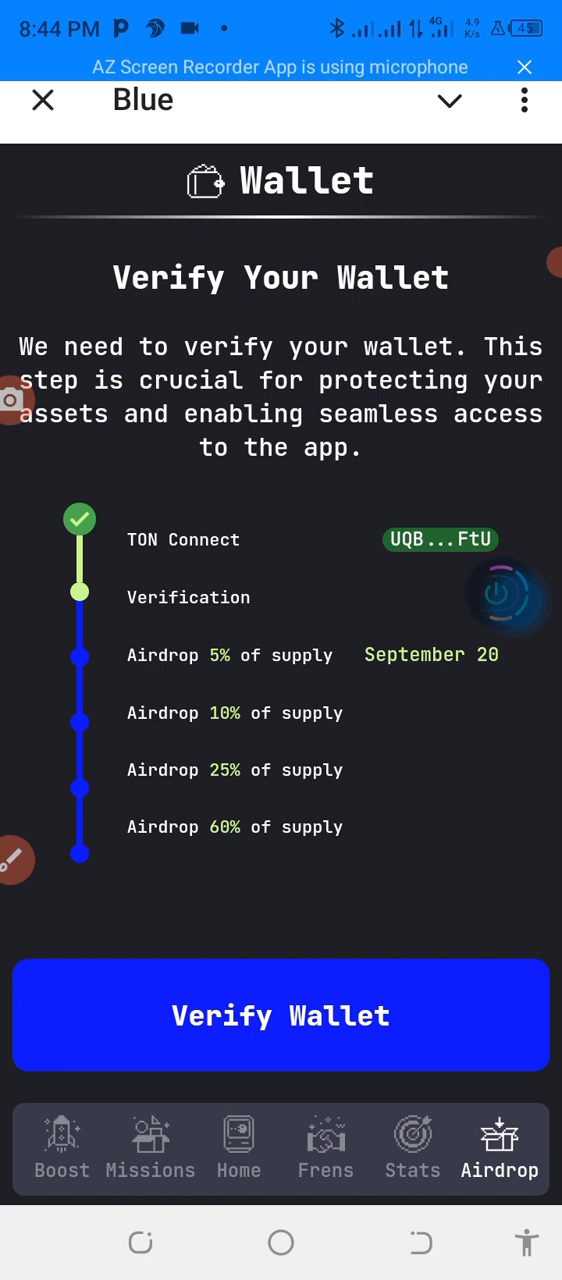 8:44 PM
4G
4.9
K/s
45
AZ Screen Recorder App is using microphone
Blue
Wallet
Verify Your Wallet
We need to verify your wallet. This
step is crucial for protecting your
assets and enabling seamless access
to the app.
TON Connect UQB...FtU
Verification
Airdrop 5% of supply September 20
Airdrop 10% of supply
Airdrop 25% of supply
Airdrop 60% of supply
Verify Wallet
Boost Missions Home Frens Stats Airdrop